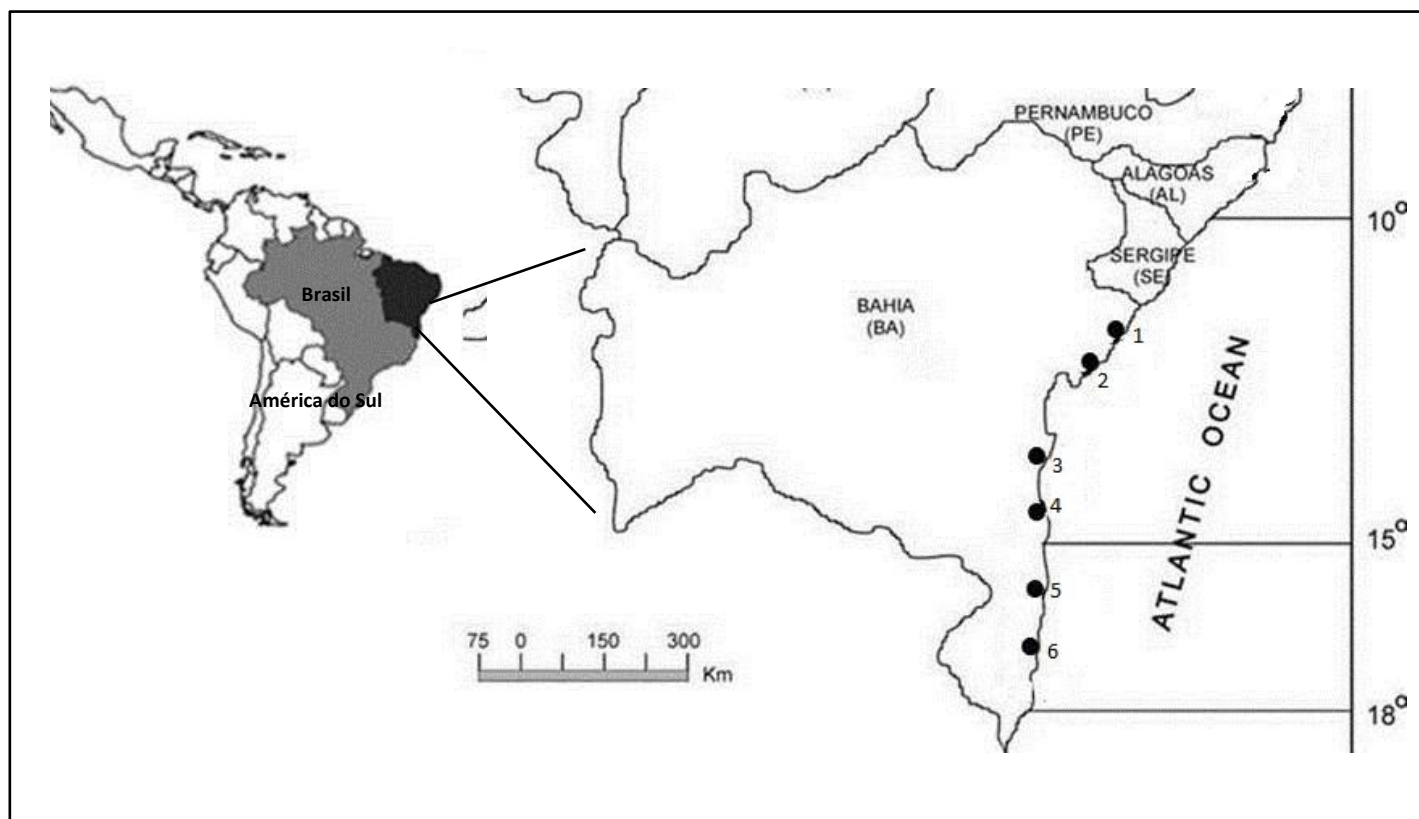 Brasil
América do Sul
PERNAMBUCO
(PE)
ALAGOAS
(AL)
SERGIPE
(SE)
BAHIA
(BA)
10°
15°
18°
1
2
3
4
5
6
ATLANTIC OCEAN
75 0 150 300
Km